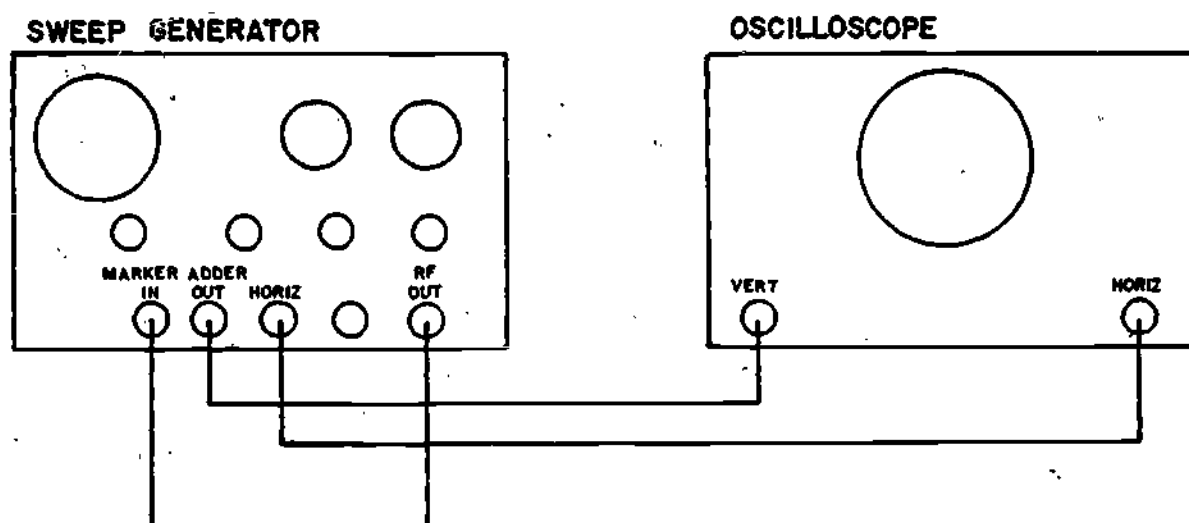 SWEEP GENERATOR
OSCILLOSCOPE
MARKER IN
ADDER OUT
HORIZ
RF OUT
VERT
HORIZ